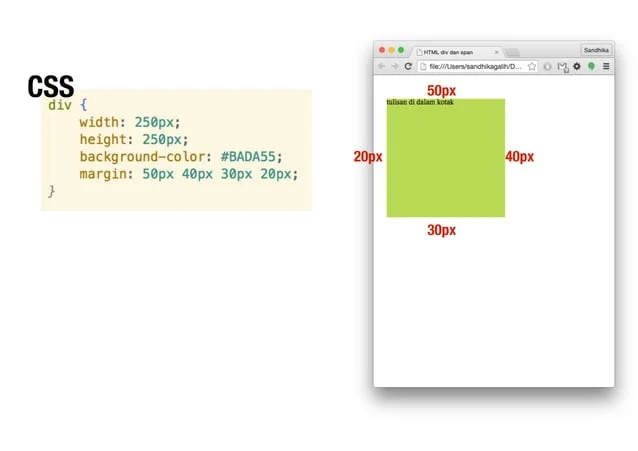 CSS
div {
width: 250px;
height: 250px;
background-color: #BADA55;
margin: 50px 40px 30px 20px;
}
HTML div dan span
Sandhika
file:///Users/sandhikagalih/D...
50px
tulisan di dalam kotak
20px
40px
30px